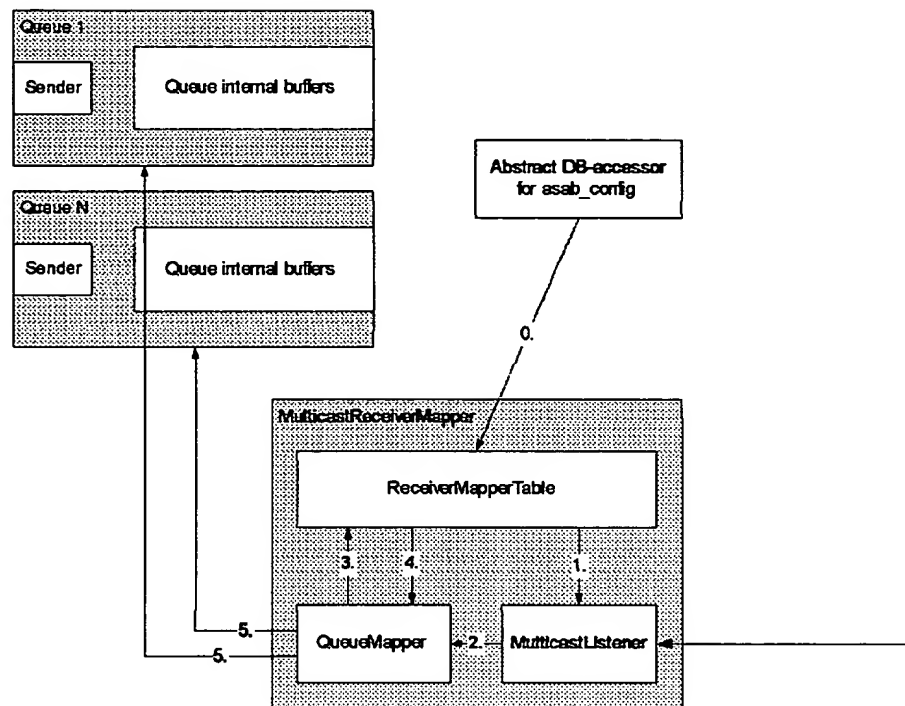 Queue 1
Sender
Queue internal buffers
Abstract DB-accessor
for asab_config
Queue N
Sender
Queue internal buffers
0.
MulticastReceiverMapper
ReceiverMapperTable
3.
4.
1.
5.
5.
QueueMapper
2.
MulticastListener